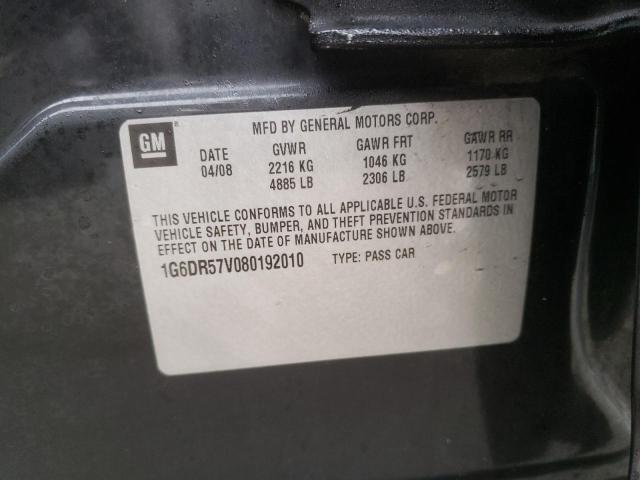 GM
MFD BY GENERAL MOTORS CORP.
DATE GVWR GAWR FRT GAWR RR
04/08 2216 KG 1046 KG 1170 KG
4885 LB 2306 LB 2579 LB
THIS VEHICLE CONFORMS TO ALL APPLICABLE U.S. FEDERAL MOTOR
VEHICLE SAFETY, BUMPER, AND THEFT PREVENTION STANDARDS IN
EFFECT ON THE DATE OF MANUFACTURE SHOWN ABOVE.
1G6DR57V080192010 TYPE: PASS CAR